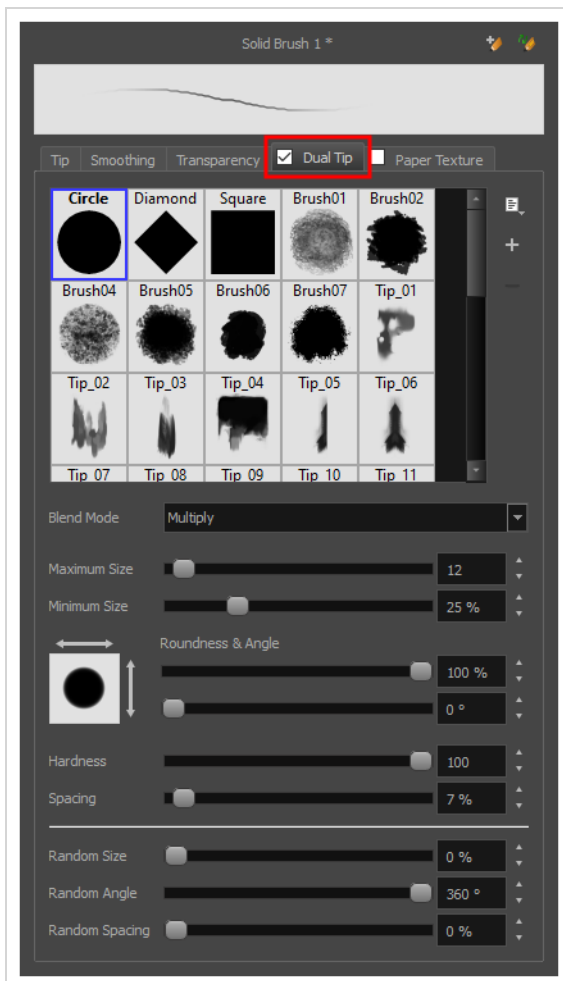 Solid Brush 1 *
Tip Smoothing Transparency Dual Tip Paper Texture
Circle Diamond Square Brush01 Brush02
Brush04 Brush05 Brush06 Brush07 Tip_01
Tip_02 Tip_03 Tip_04 Tip_05 Tip_06
Tip_07 Tip_08 Tip_09 Tip_10 Tip_11
Blend Mode Multiply
Maximum Size 12
Minimum Size 25 %
Roundness & Angle
100 %
0 °
Hardness 100
Spacing 7 %
Random Size 0 %
Random Angle 360 °
Random Spacing 0 %